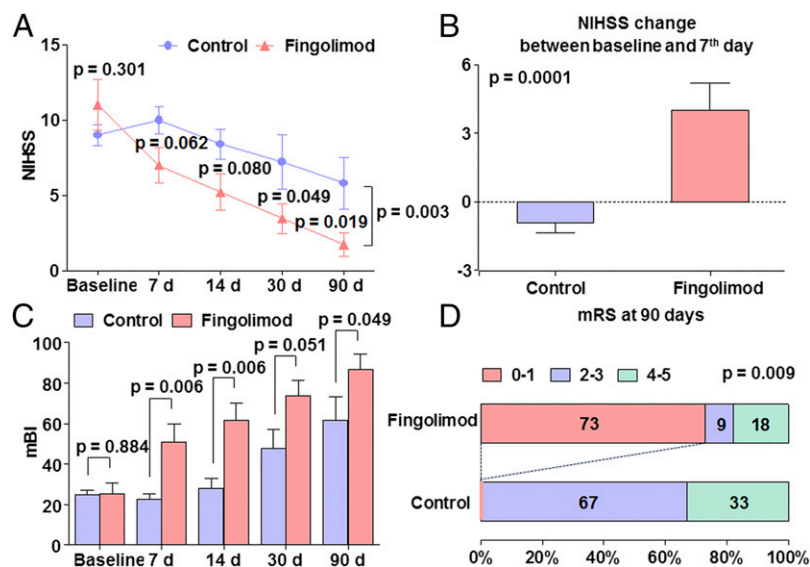 A
Control Fingolimod
p = 0.301
p = 0.062
p = 0.080
p = 0.049
p = 0.019
p = 0.003
NIHSS
15
10
5
0
Baseline 7 d 14 d 30 d 90 d
B
NIHSS change
between baseline and 7th day
p = 0.0001
6
3
0
-3
Control Fingolimod
C
Control Fingolimod
p = 0.884
p = 0.006
p = 0.006
p = 0.051
p = 0.049
mBI
100
80
60
40
20
0
Baseline 7 d 14 d 30 d 90 d
D
mRS at 90 days
0-1 2-3 4-5
p = 0.009
Fingolimod 73 9 18
Control 67 33
0% 20% 40% 60% 80% 100%